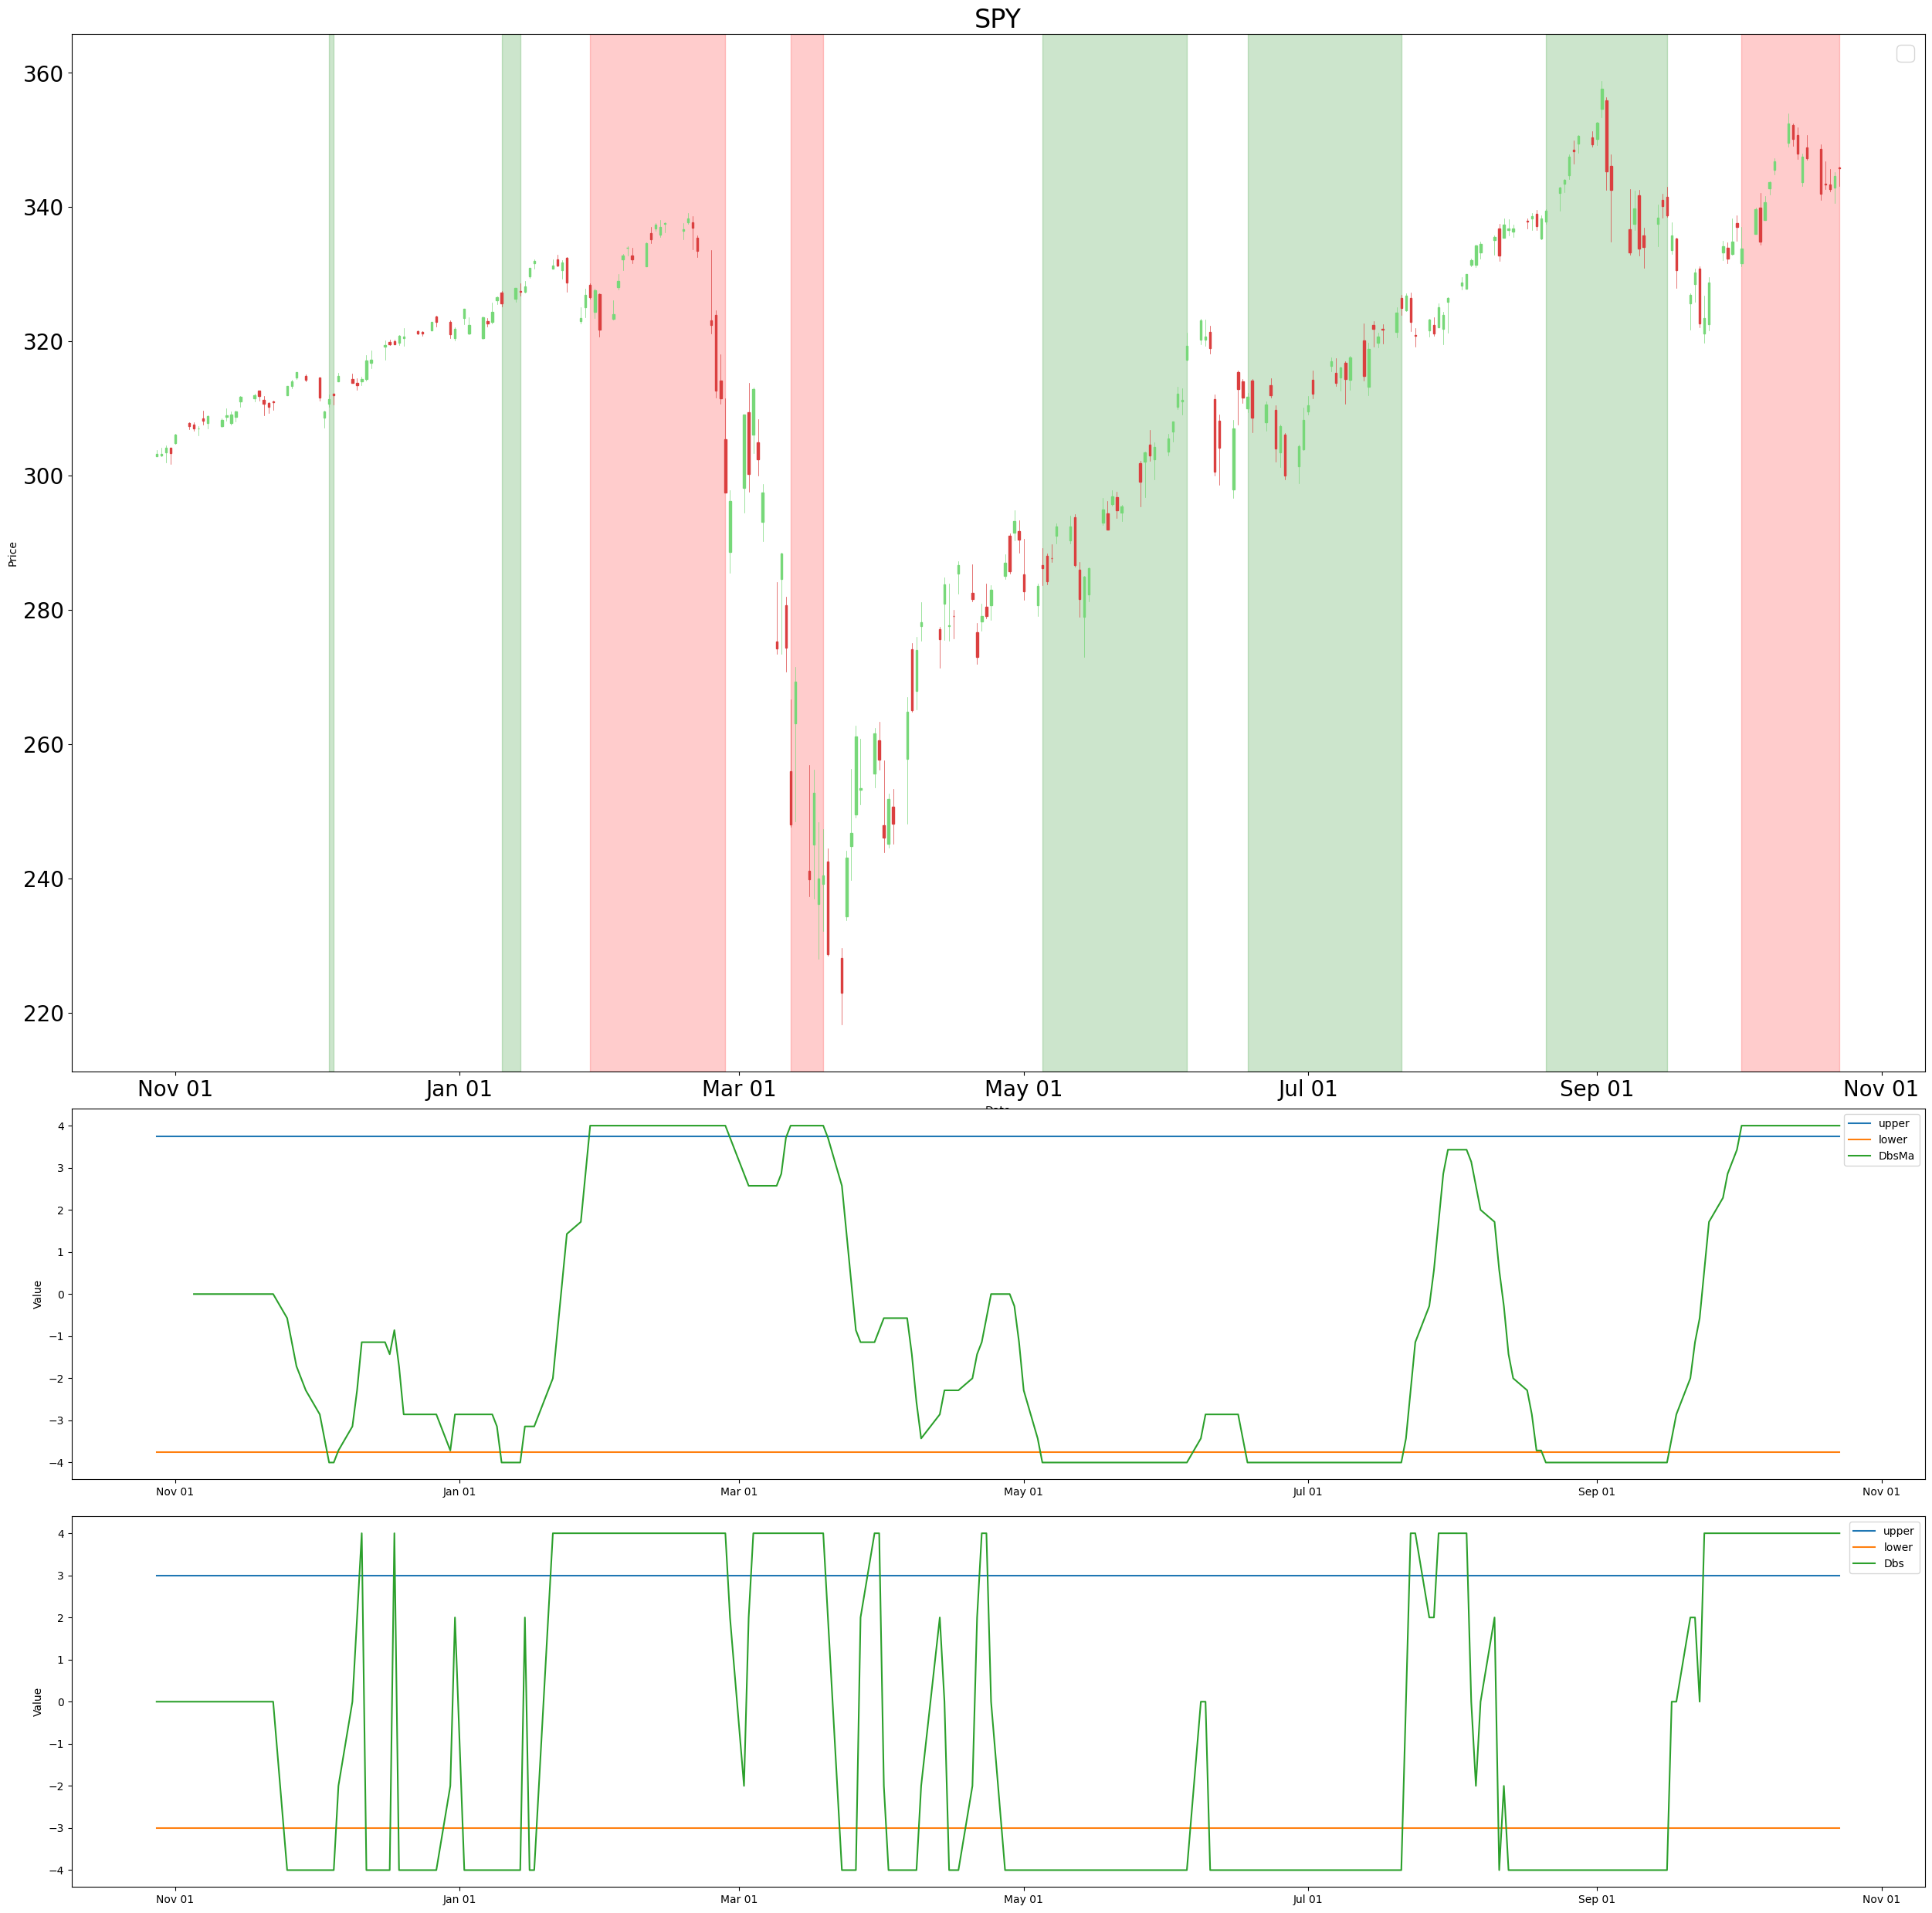 SPY
360
340
320
300
280
260
240
220
Price
Nov 01
Jan 01
Mar 01
May 01
Jul 01
Sep 01
Nov 01
4
3
2
1
0
−1
−2
−3
−4
Value
upper
lower
DbsMa
Nov 01
Jan 01
Mar 01
May 01
Jul 01
Sep 01
Nov 01
4
3
2
1
0
−1
−2
−3
−4
Value
upper
lower
Dbs
Nov 01
Jan 01
Mar 01
May 01
Jul 01
Sep 01
Nov 01